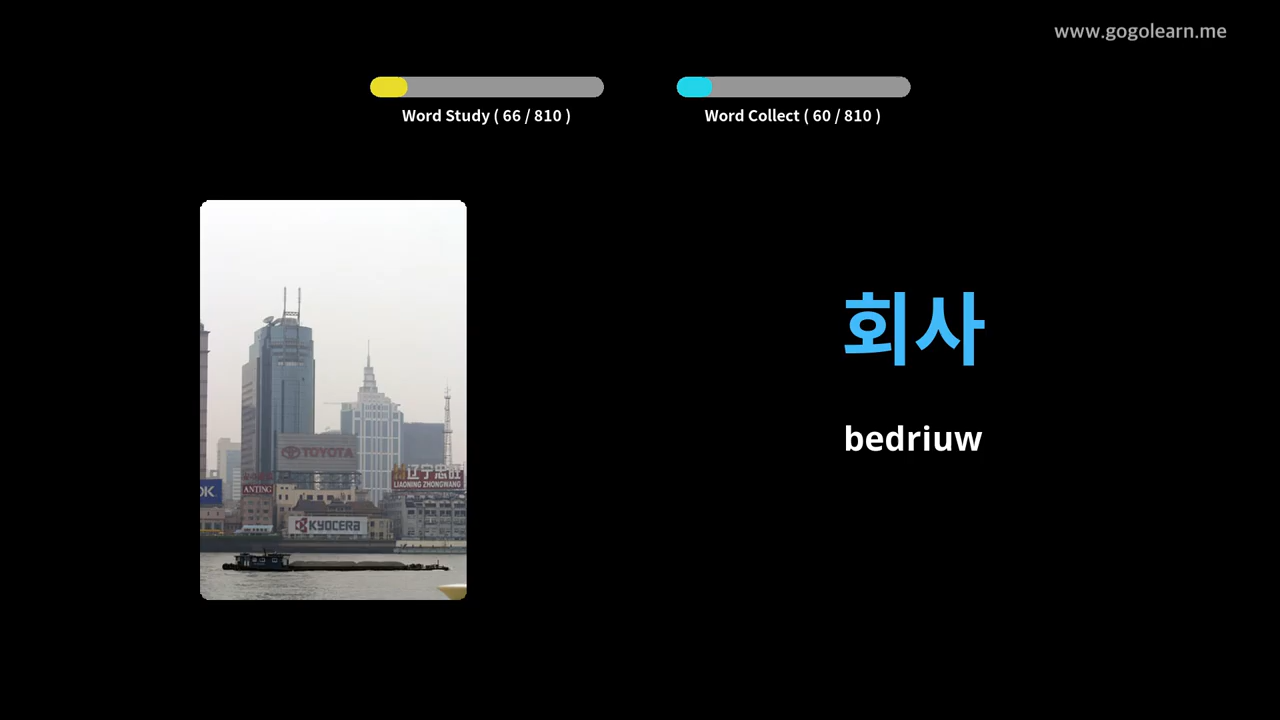 www.gogolearn.me
Word Study ( 66 / 810 )
Word Collect ( 60 / 810 )
회사
bedriuw
TOYOTA
辽宁忠旺
LIAONING ZHONGWANG
OK
ANTING
KYOCERA